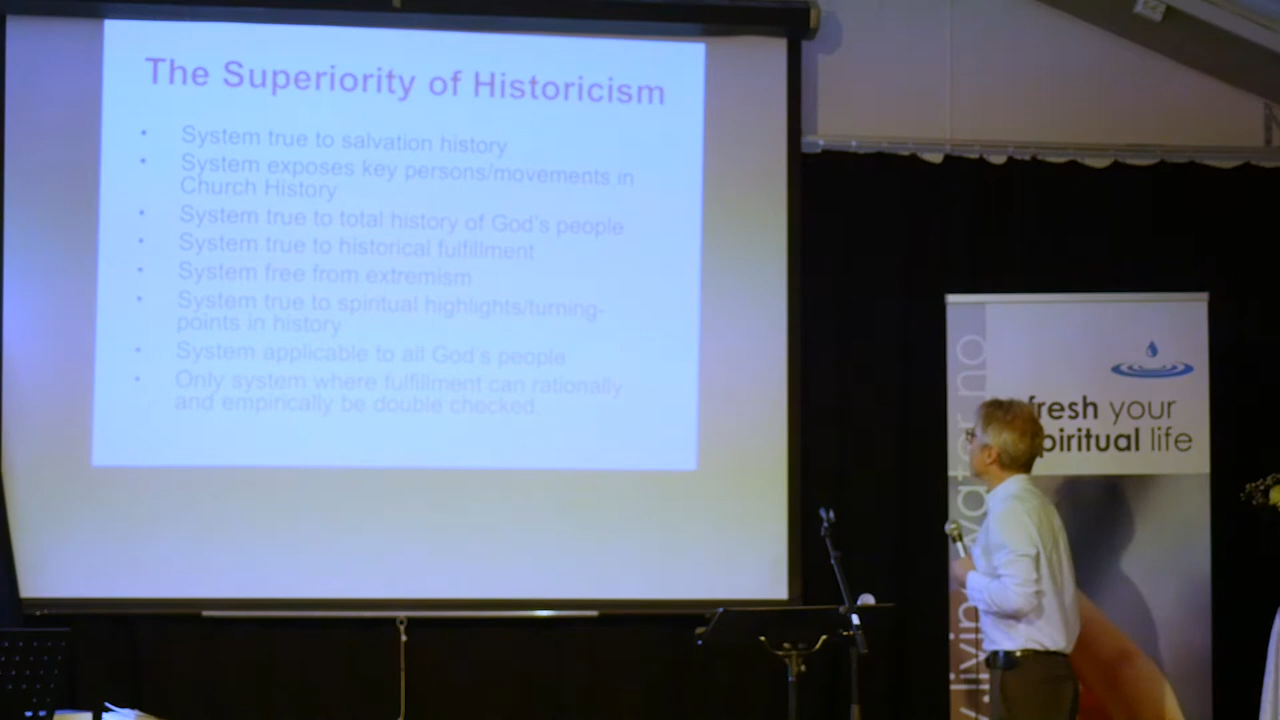 The Superiority of Historicism
• System true to salvation history
• System exposes key persons/movements in
Church History
• System true to total history of God's people
• System true to historical fulfillment
• System free from extremism
• System true to spiritual highlights/turning-
points in history
• System applicable to all God's people
• Only system where fulfillment can rationally
and empirically be double checked.
fresh your
piritual life
.livin
vater.no